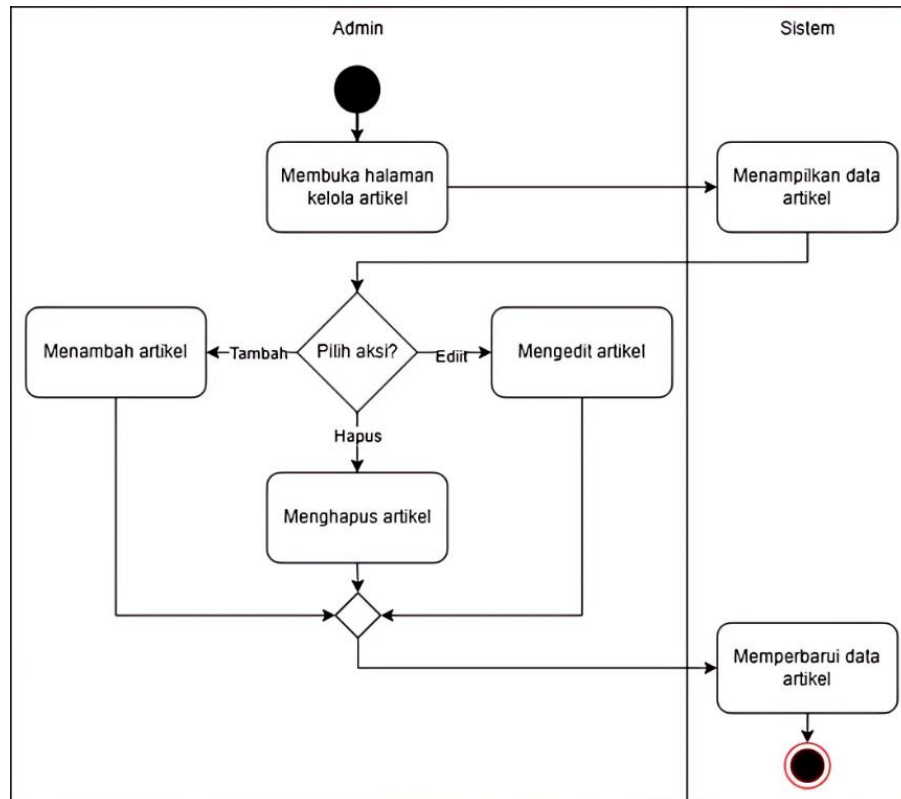 Admin
Sistem
Membuka halaman
kelola artikel
Menampilkan data
artikel
Menambah artikel
Tambah
Pilih aksi?
Ediit
Mengedit artikel
Hapus
Menghapus artikel
Memperbarui data
artikel